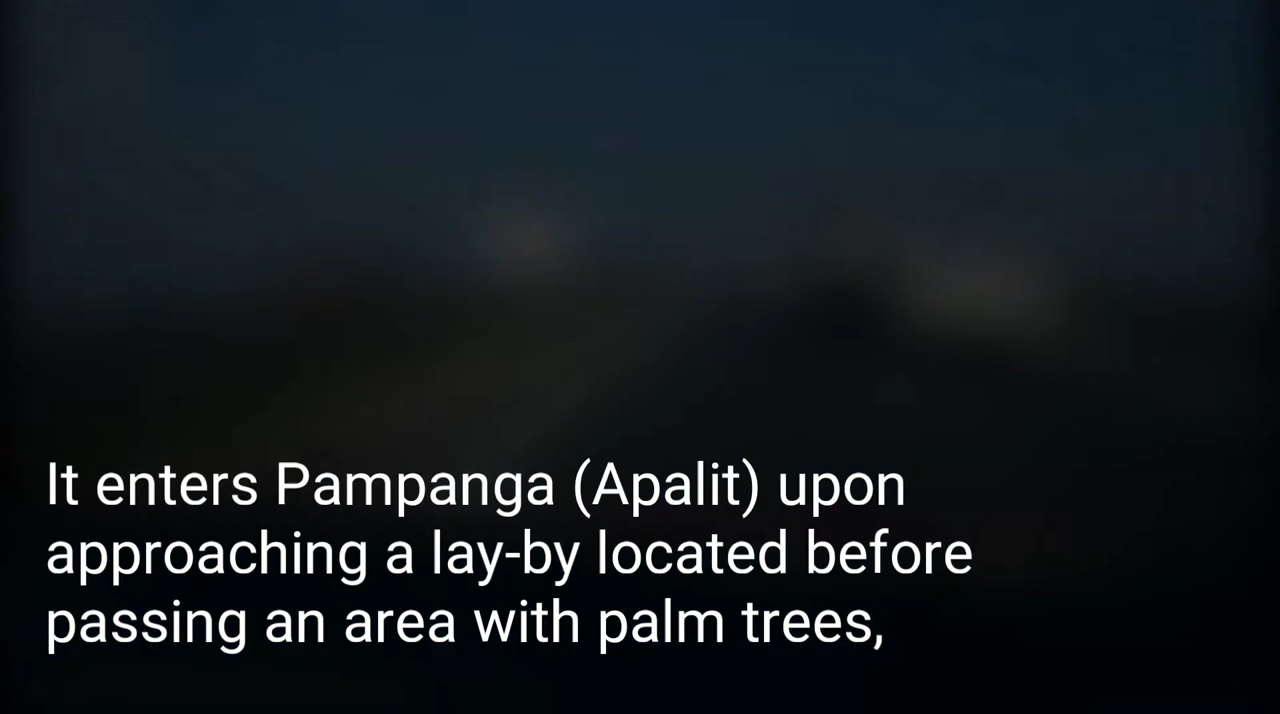 It enters Pampanga (Apalit) upon
approaching a lay-by located before
passing an area with palm trees,